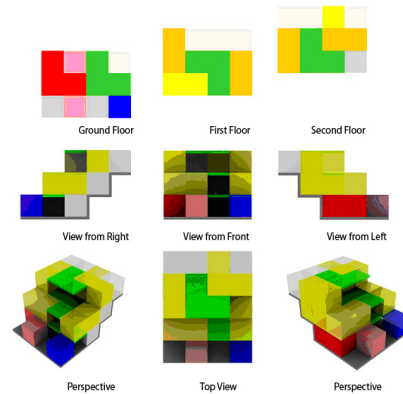 Ground Floor
First Floor
Second Floor
View from Right
View from Front
View from Left
Perspective
Top View
Perspective